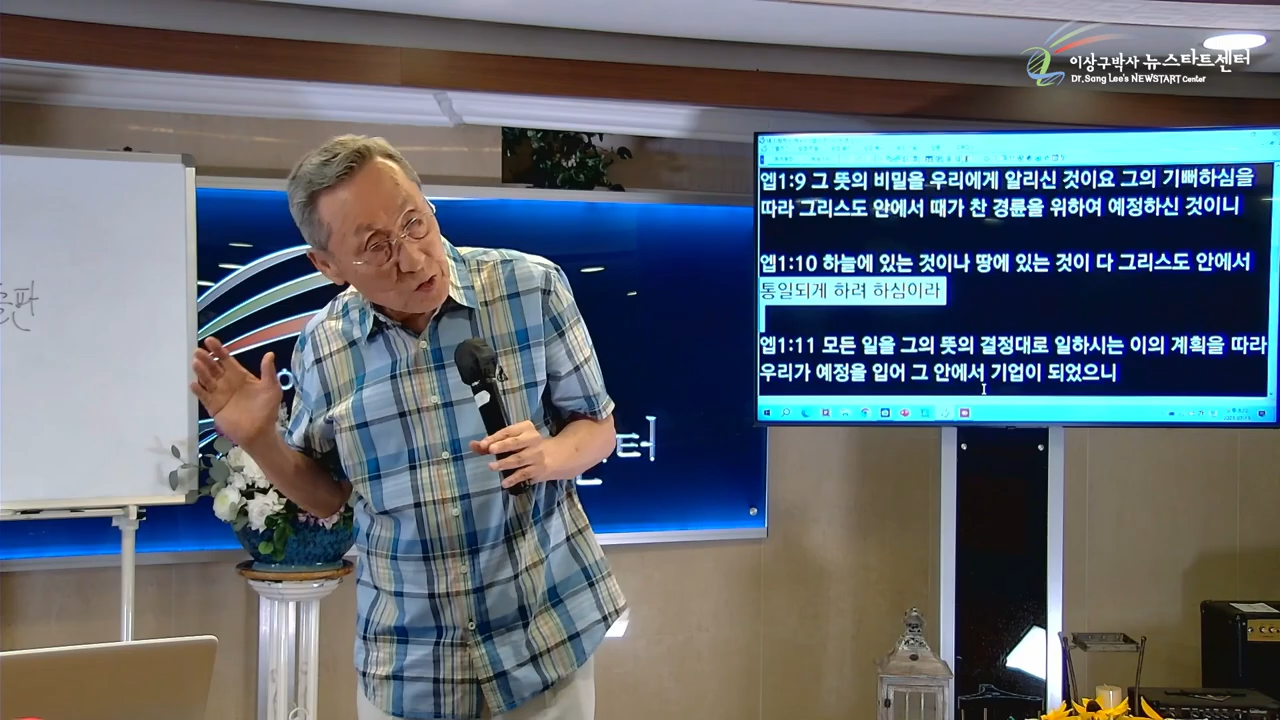 이상구박사 뉴스타트센터
Dr. Sang Lee's NEWSTART Center
엡1:9 그 뜻의 비밀을 우리에게 알리신 것이요 그의 기뻐하심을
따라 그리스도 안에서 때가 찬 경륜을 위하여 예정하신 것이니
엡1:10 하늘에 있는 것이나 땅에 있는 것이 다 그리스도 안에서
통일되게 하려 하심이라
엡1:11 모든 일을 그의 뜻의 결정대로 일하시는 이의 계획을 따라
우리가 예정을 입어 그 안에서 기업이 되었으니
터